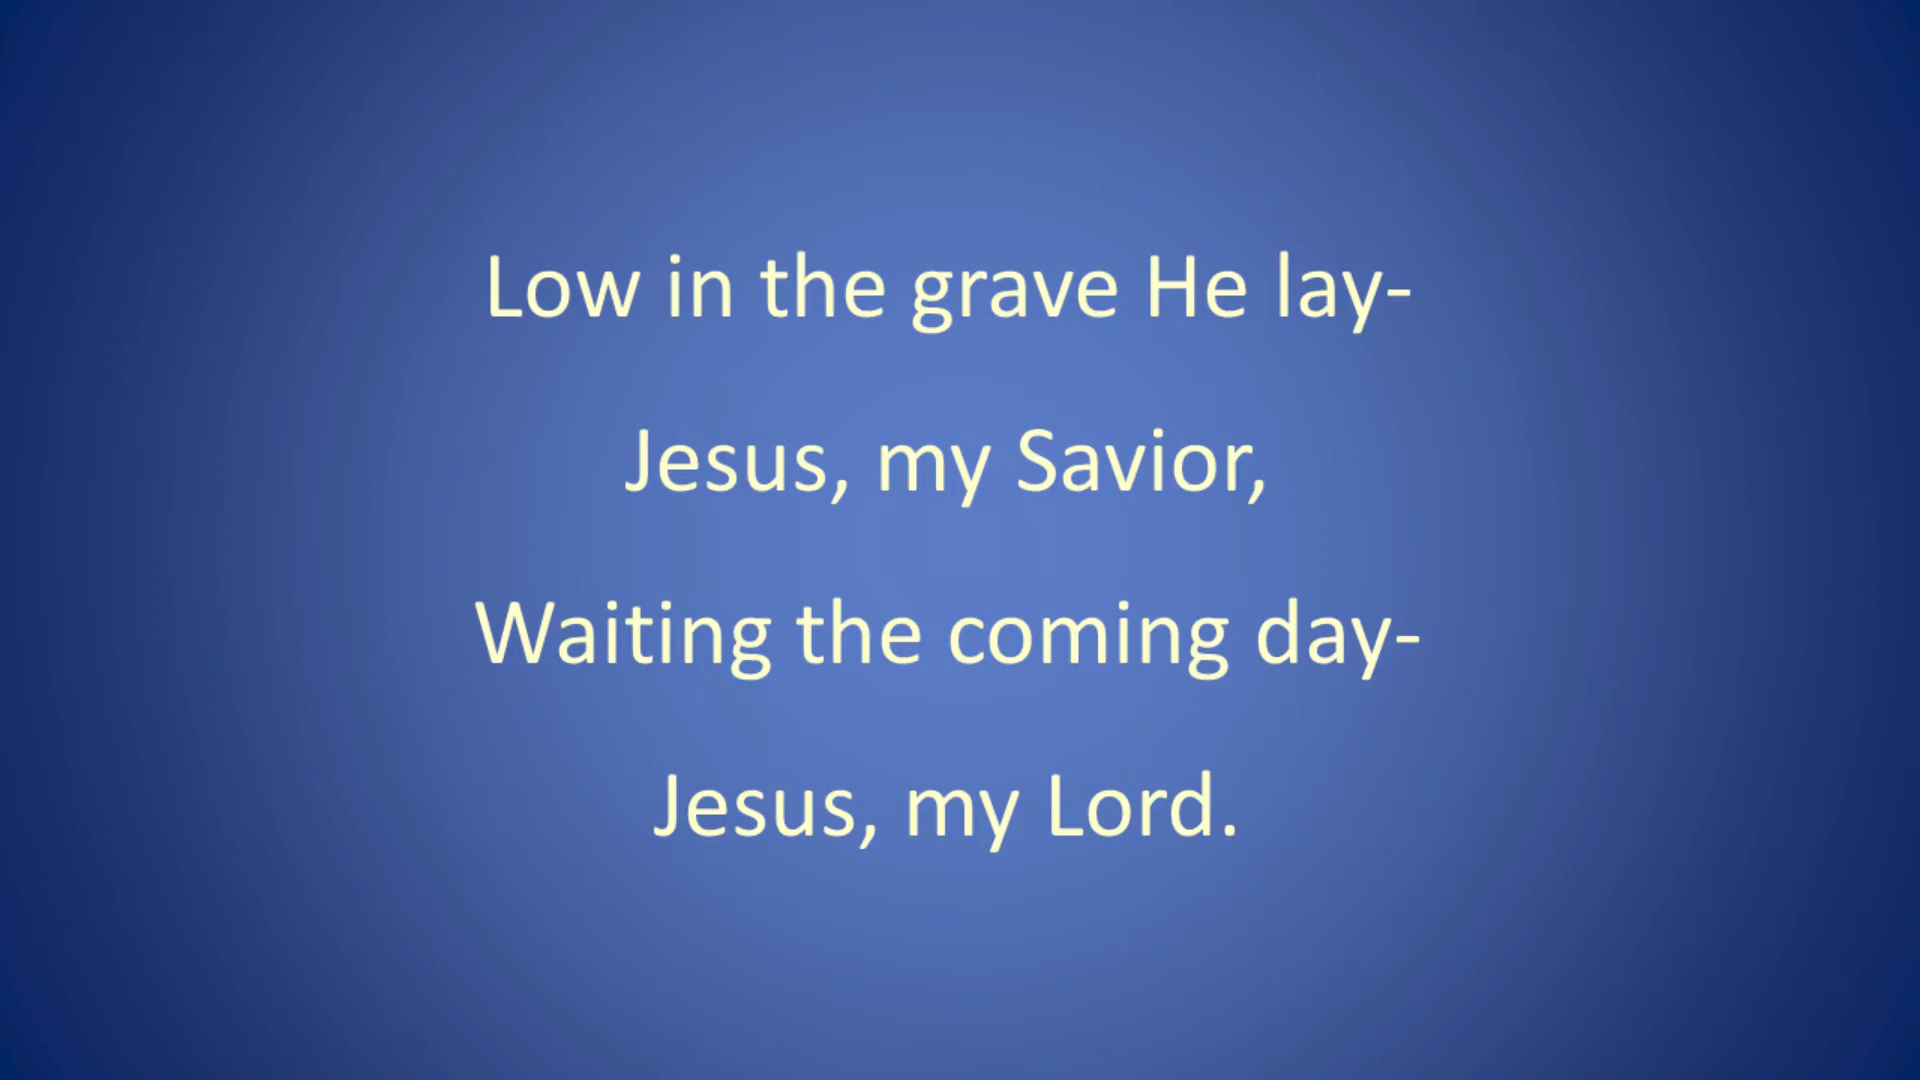 Low in the grave He lay-
Jesus, my Savior,
Waiting the coming day-
Jesus, my Lord.